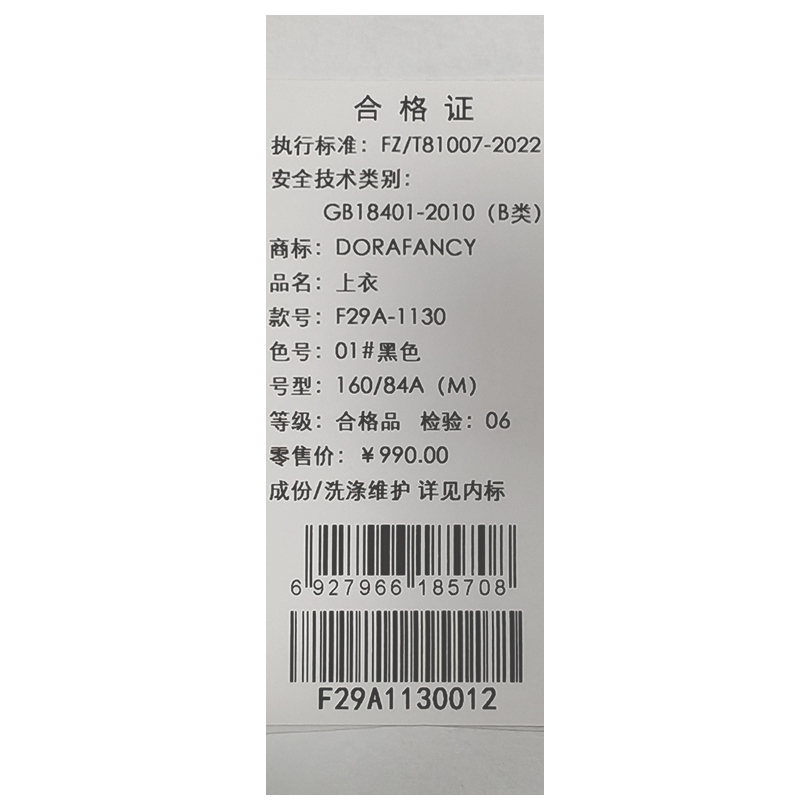 合格证
执行标准：FZ/T81007-2022
安全技术类别：
GB18401-2010（B类）
商标：DORAFANCY
品名：上衣
款号：F29A-1130
色号：01#黑色
号型：160/84A（M）
等级：合格品 检验：06
零售价：￥990.00
成份/洗涤维护 详见内标
6 927966 185708
F29A1130012